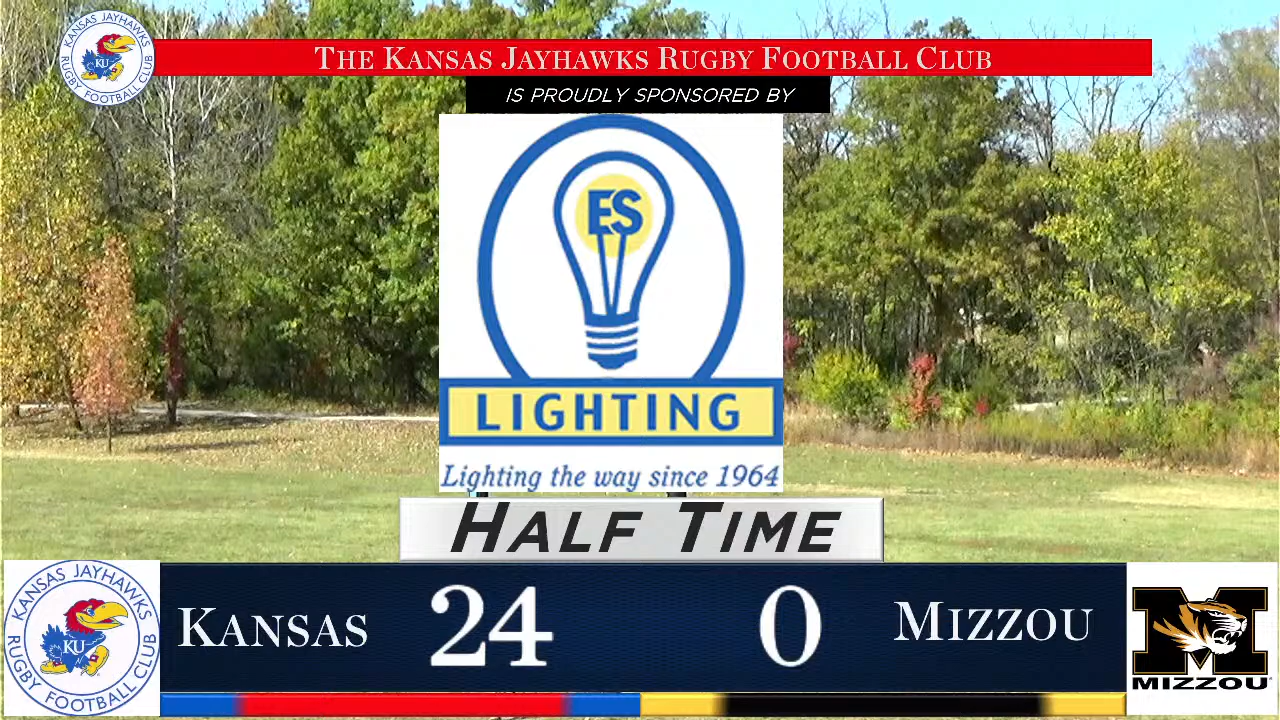 KANSAS JAYHAWKS
RUGBY FOOTBALL CLUB
KU
THE KANSAS JAYHAWKS RUGBY FOOTBALL CLUB
IS PROUDLY SPONSORED BY
ES
LIGHTING
Lighting the way since 1964
HALF TIME
KANSAS JAYHAWKS
RUGBY FOOTBALL CLUB
KU
KANSAS 24 0 MIZZOU
M
MIZZOU